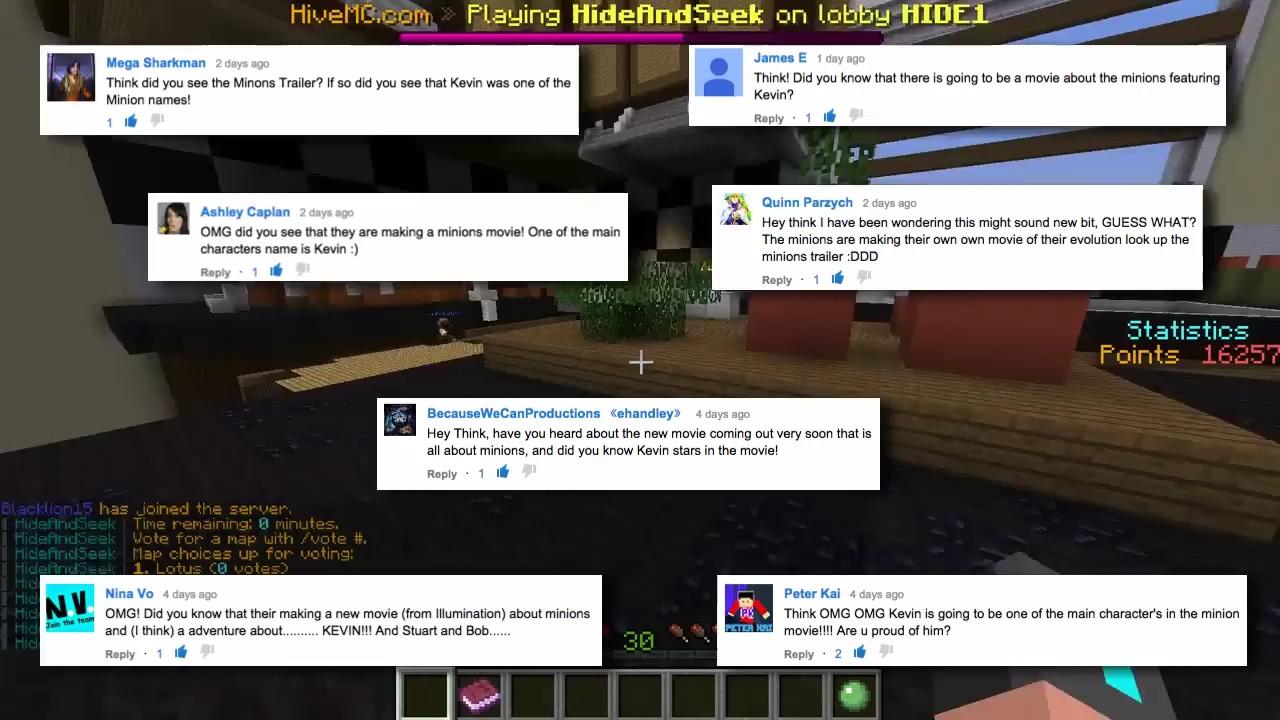 HiveMC.com » Playing HideAndSeek on lobby HIDE1
Mega Sharkman 2 days ago
Think did you see the Minons Trailer? If so did you see that Kevin was one of the
Minion names!
1
James E 1 day ago
Think! Did you know that there is going to be a movie about the minions featuring
Kevin?
Reply · 1
Ashley Caplan 2 days ago
OMG did you see that they are making a minions movie! One of the main
characters name is Kevin :)
Reply · 1
Quinn Parzych 2 days ago
Hey think I have been wondering this might sound new bit, GUESS WHAT?
The minions are making their own own movie of their evolution look up the
minions trailer :DDD
Reply · 1
Statistics
Points 16257
BecauseWeCanProductions «ehandley» 4 days ago
Hey Think, have you heard about the new movie coming out very soon that is
all about minions, and did you know Kevin stars in the movie!
Reply · 1
Blacklion15 has joined the server.
HideAndSeek | Time remaining: 0 minutes.
HideAndSeek | Wote for a map with /vote #.
HideAndSeek | Map choices up for voting:
HideAndSeek | 1. Lotus (0 votes)
N.V.
Join the team
Nina Vo 4 days ago
OMG! Did you know that their making a new movie (from Illumination) about minions
and (I think) a adventure about.......... KEVIN!!! And Stuart and Bob......
Reply · 1
30
PETER KAI
Peter Kai 4 days ago
Think OMG OMG Kevin is going to be one of the main character's in the minion
movie!!!! Are u proud of him?
Reply · 2